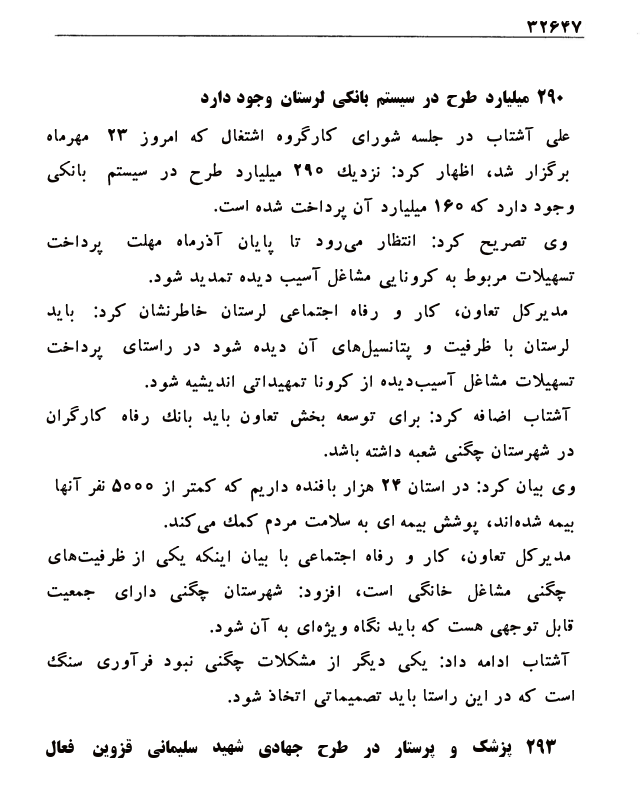 ۳۲۶۴۷
۲۹۰ میلیارد طرح در سیستم بانکی لرستان وجود دارد
علی آشتاب در جلسه شورای کارگروه اشتغال که امروز ۲۳ مهرماه
برگزار شد، اظهار کرد: نزدیك ۲۹۰ میلیارد طرح در سیستم بانکی
وجود دارد که ۱۶۰ میلیارد آن پرداخت شده است.
وی تصریح کرد: انتظار می‌رود تا پایان آذرماه مهلت پرداخت
تسهیلات مربوط به کرونایی مشاغل آسیب دیده تمدید شود.
مدیرکل تعاون، کار و رفاه اجتماعی لرستان خاطرنشان کرد: باید
لرستان با ظرفیت و پتانسیل‌های آن دیده شود در راستای پرداخت
تسهیلات مشاغل آسیب‌دیده از کرونا تمهیداتی اندیشیه شود.
آشتاب اضافه کرد: برای توسعه بخش تعاون باید بانك رفاه کارگران
در شهرستان چگنی شعبه داشته باشد.
وی بیان کرد: در استان ۲۴ هزار بافنده داریم که کمتر از ۵۰۰۰ نفر آنها
بیمه شده‌اند، پوشش بیمه ای به سلامت مردم کمك می‌کند.
مدیرکل تعاون، کار و رفاه اجتماعی با بیان اینکه یکی از ظرفیت‌های
چگنی مشاغل خانگی است، افزود: شهرستان چگنی دارای جمعیت
قابل توجهی هست که باید نگاه ویژه‌ای به آن شود.
آشتاب ادامه داد: یکی دیگر از مشکلات چگنی نبود فرآوری سنگ
است که در این راستا باید تصمیماتی اتخاذ شود.
۲۹۳ پزشک و پرستار در طرح جهادی شهید سلیمانی قزوین فعال